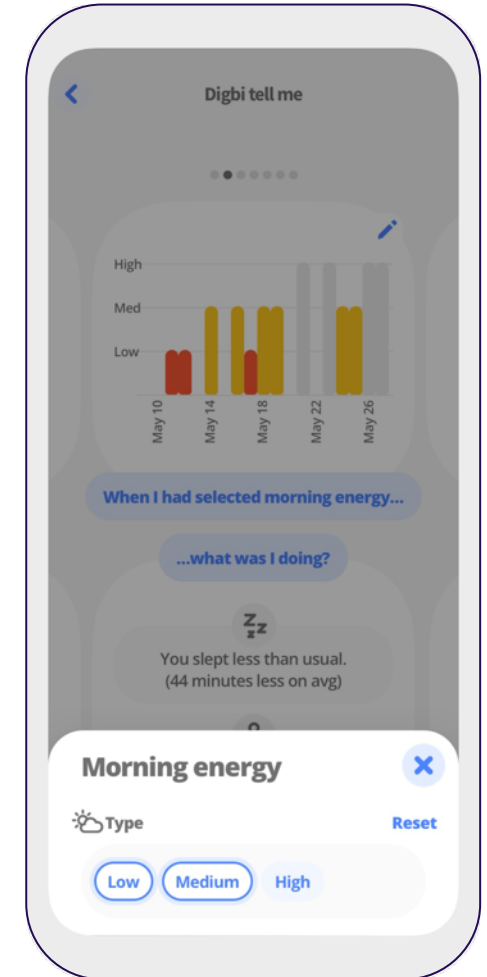 Digbi tell me
High
Med
Low
May 10
May 14
May 18
May 22
May 26
When I had selected morning energy...
...what was I doing?
Zzz
You slept less than usual.
(44 minutes less on avg)
Morning energy
Type
Reset
Low
Medium
High